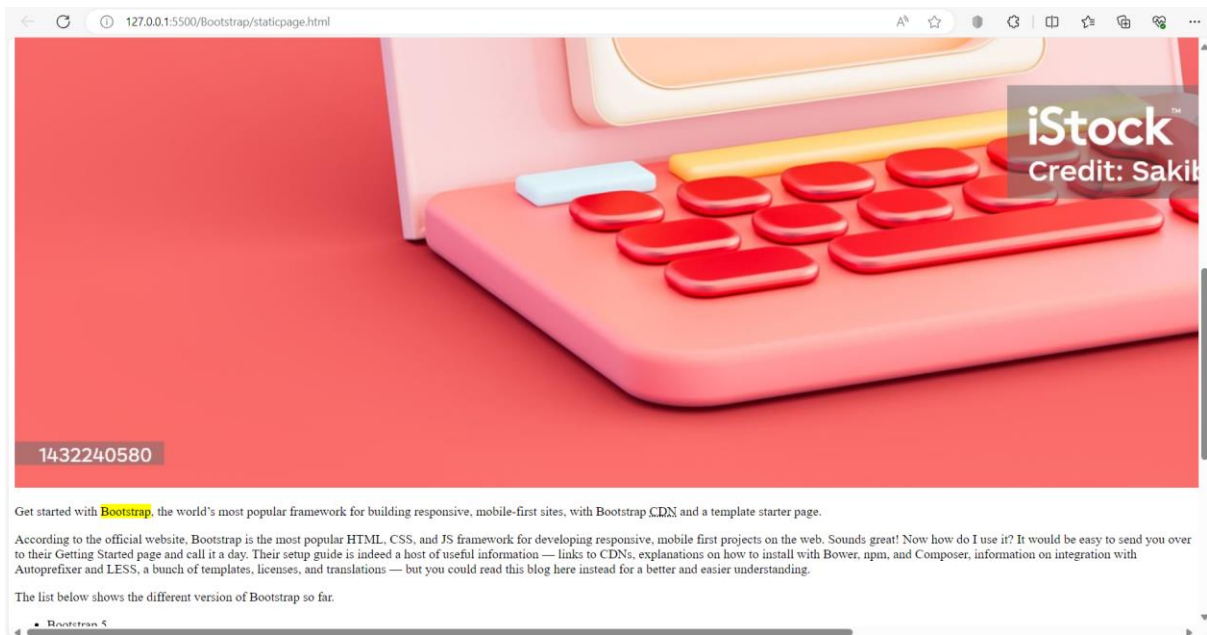 127.0.0.1:5500/Bootstrap/staticpage.html
iStock™
Credit: Sakib
1432240580
Get started with Bootstrap, the world’s most popular framework for building responsive, mobile-first sites, with Bootstrap CDN and a template starter page.
According to the official website, Bootstrap is the most popular HTML, CSS, and JS framework for developing responsive, mobile first projects on the web. Sounds great! Now how do I use it? It would be easy to send you over
to their Getting Started page and call it a day. Their setup guide is indeed a host of useful information — links to CDNs, explanations on how to install with Bower, npm, and Composer, information on integration with
Autoprefixer and LESS, a bunch of templates, licenses, and translations — but you could read this blog here instead for a better and easier understanding.
The list below shows the different version of Bootstrap so far.
• Bootstrap 5